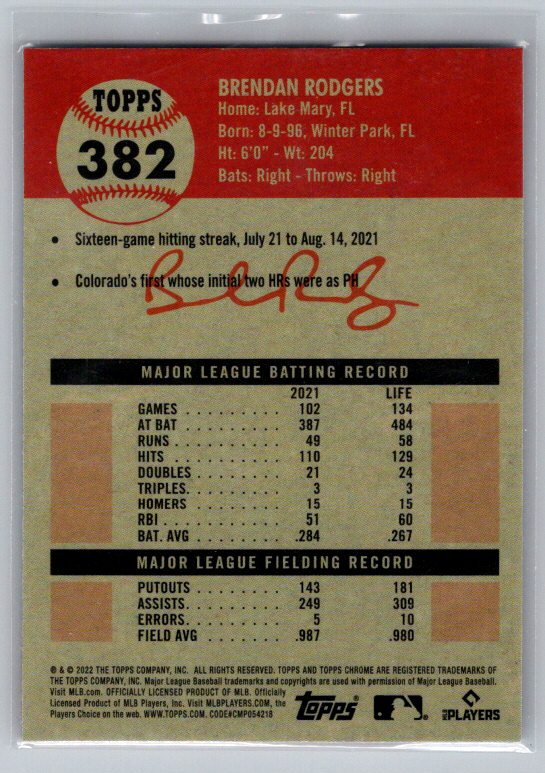 TOPPS
382
BRENDAN RODGERS
Home: Lake Mary, FL
Born: 8-9-96, Winter Park, FL
Ht: 6'0" - Wt: 204
Bats: Right - Throws: Right
• Sixteen-game hitting streak, July 21 to Aug. 14, 2021
• Colorado's first whose initial two HRs were as PH
MAJOR LEAGUE BATTING RECORD
2021 LIFE
GAMES . . . . . . . . . . 102 134
AT BAT . . . . . . . . . . 387 484
RUNS . . . . . . . . . . 49 58
HITS . . . . . . . . . . 110 129
DOUBLES . . . . . . . . 21 24
TRIPLES. . . . . . . . . 3 3
HOMERS . . . . . . . . 15 15
RBI . . . . . . . . . . . 51 60
BAT. AVG . . . . . . . . .284 .267
MAJOR LEAGUE FIELDING RECORD
PUTOUTS . . . . . . . . 143 181
ASSISTS. . . . . . . . . 249 309
ERRORS. . . . . . . . . 5 10
FIELD AVG . . . . . . . .987 .980
® & © 2022 THE TOPPS COMPANY, INC. ALL RIGHTS RESERVED. TOPPS AND TOPPS CHROME ARE REGISTERED TRADEMARKS OF
THE TOPPS COMPANY, INC. Major League Baseball trademarks and copyrights are used with permission of Major League Baseball.
Visit MLB.com. OFFICIALLY LICENSED PRODUCT OF MLB. Officially
Licensed Product of MLB Players, Inc. Visit MLBPLAYERS.COM, the
Players Choice on the web. WWW.TOPPS.COM. CODE#CMP054218
Topps
MLB PLAYERS